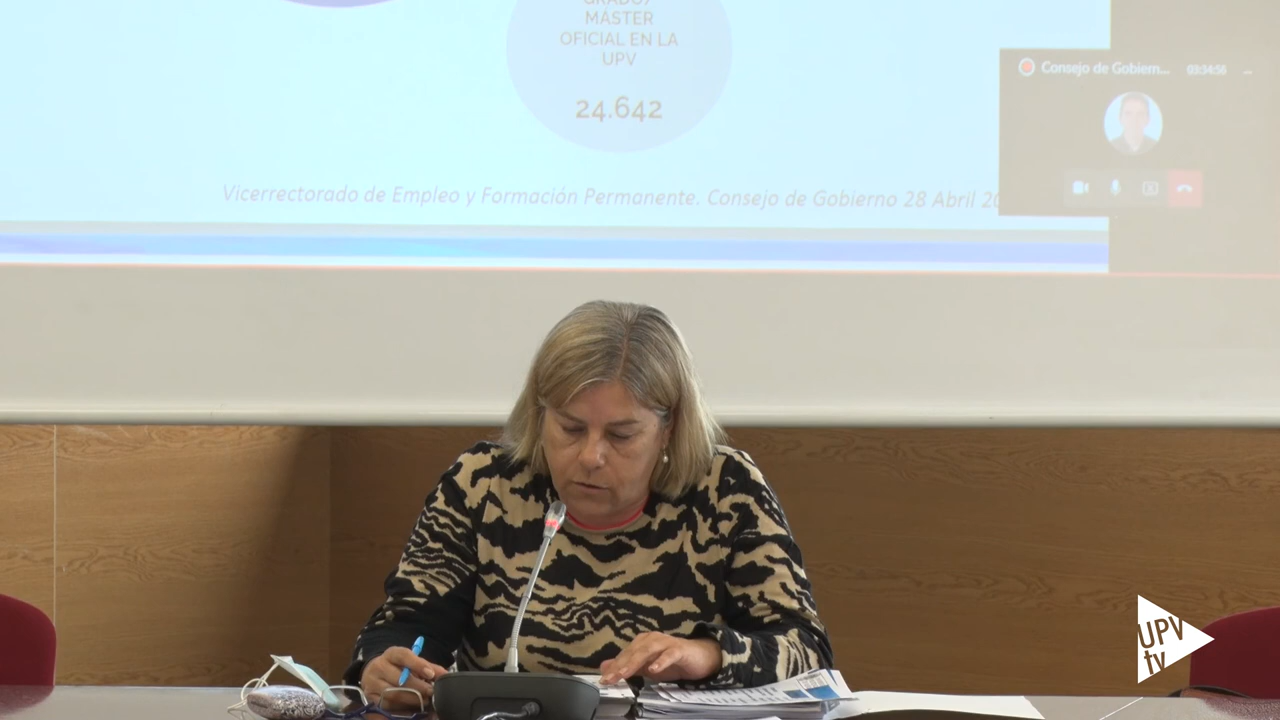 GRADO/
MÁSTER
OFICIAL EN LA
UPV
24.642
Consejo de Gobiern...
03:34:56
Vicerrectorado de Empleo y Formación Permanente. Consejo de Gobierno 28 Abril 20
UPV
tv